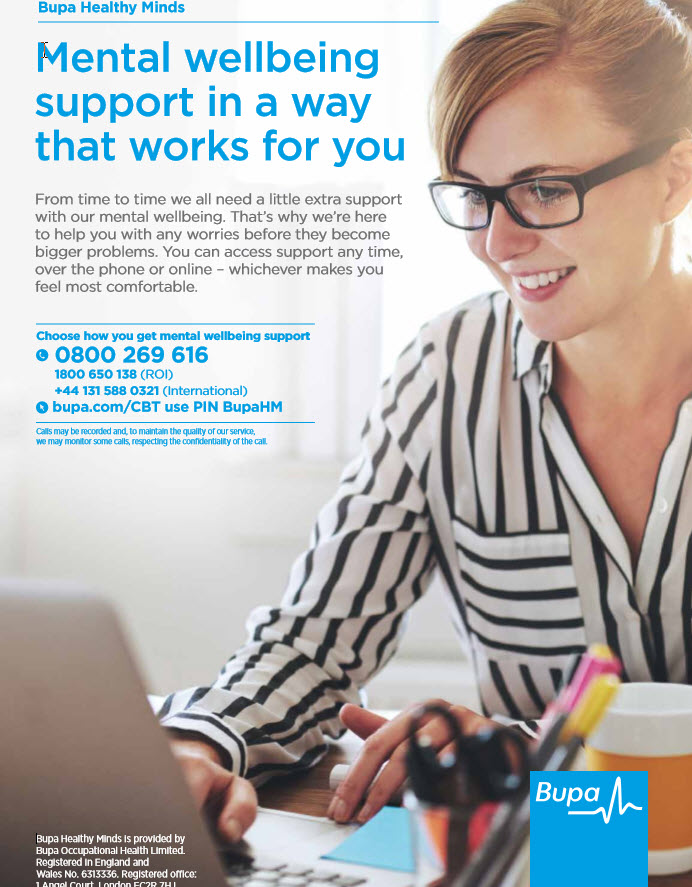 Bupa Healthy Minds
Mental wellbeing
support in a way
that works for you
From time to time we all need a little extra support
with our mental wellbeing. That's why we're here
to help you with any worries before they become
bigger problems. You can access support any time,
over the phone or online – whichever makes you
feel most comfortable.
Choose how you get mental wellbeing support
0800 269 616
1800 650 138 (ROI)
+44 131 588 0321 (International)
bupa.com/CBT use PIN BupaHM
Calls may be recorded and, to maintain the quality of our service,
we may monitor some calls, respecting the confidentiality of the call.
Bupa
Bupa Healthy Minds is provided by
Bupa Occupational Health Limited.
Registered in England and
Wales No. 6313336. Registered office:
1 Angel Court, London EC2R 7HJ